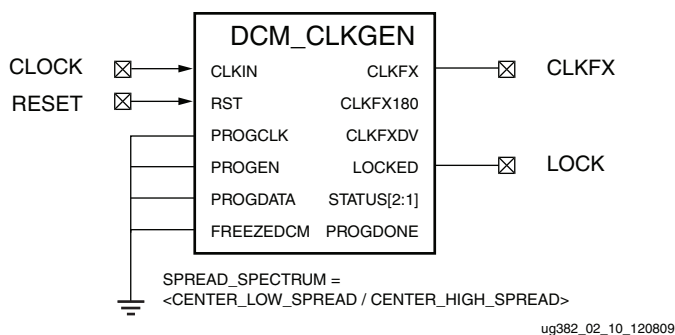 DCM_CLKGEN
CLOCK CLKIN CLKFX CLKFX
RESET RST CLKFX180
PROGCLK CLKFXDV
PROGEN LOCKED LOCK
PROGDATA STATUS[2:1]
FREEZEDCM PROGDONE
SPREAD_SPECTRUM =
<CENTER_LOW_SPREAD / CENTER_HIGH_SPREAD>
ug382_02_10_120809